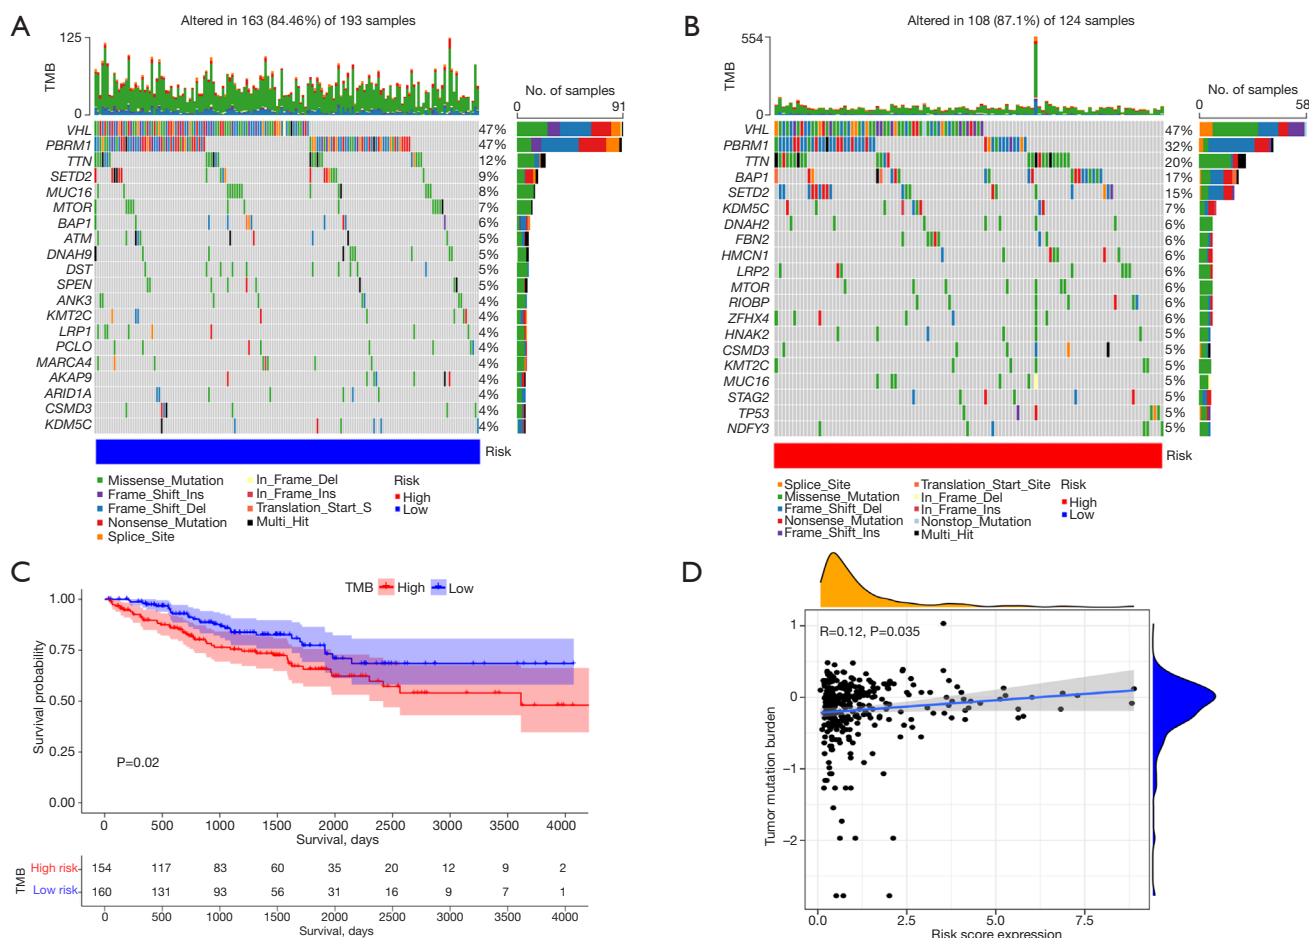 A
Altered in 163 (84.46%) of 193 samples
125
TMB
0
No. of samples
0 91
VHL 47%
PBRM1 47%
TTN 12%
SETD2 9%
MUC16 8%
MTOR 7%
BAP1 6%
ATM 5%
DNAH9 5%
DST 5%
SPEN 5%
ANK3 4%
KMT2C 4%
LRP1 4%
PCLO 4%
MARCA4 4%
AKAP9 4%
ARID1A 4%
CSMD3 4%
KDM5C 4%
Risk
Missense_Mutation
Frame_Shift_Ins
Frame_Shift_Del
Nonsense_Mutation
Splice_Site
In_Frame_Del
In_Frame_Ins
Translation_Start_S
Multi_Hit
Risk
High
Low
B
Altered in 108 (87.1%) of 124 samples
554
TMB
0
No. of samples
0 58
VHL 47%
PBRM1 32%
TTN 20%
BAP1 17%
SETD2 15%
KDM5C 7%
DNAH2 6%
FBN2 6%
HMCN1 6%
LRP2 6%
MTOR 6%
RIOBP 6%
ZFHX4 6%
HNAK2 5%
CSMD3 5%
KMT2C 5%
MUC16 5%
STAG2 5%
TP53 5%
NDFY3 5%
Risk
Splice_Site
Missense_Mutation
Frame_Shift_Del
Nonsense_Mutation
Frame_Shift_Ins
Translation_Start_Site
In_Frame_Del
In_Frame_Ins
Nonstop_Mutation
Multi_Hit
Risk
High
Low
C
TMB High Low
Survival probability
1.00
0.75
0.50
0.25
0.00
P=0.02
0 500 1000 1500 2000 2500 3000 3500 4000
Survival, days
TMB
High risk 154 117 83 60 35 20 12 9 2
Low risk 160 131 93 56 31 16 9 7 1
0 500 1000 1500 2000 2500 3000 3500 4000
Survival, days
D
R=0.12, P=0.035
Tumor mutation burden
1
0
−1
−2
0.0 2.5 5.0 7.5
Risk score expression